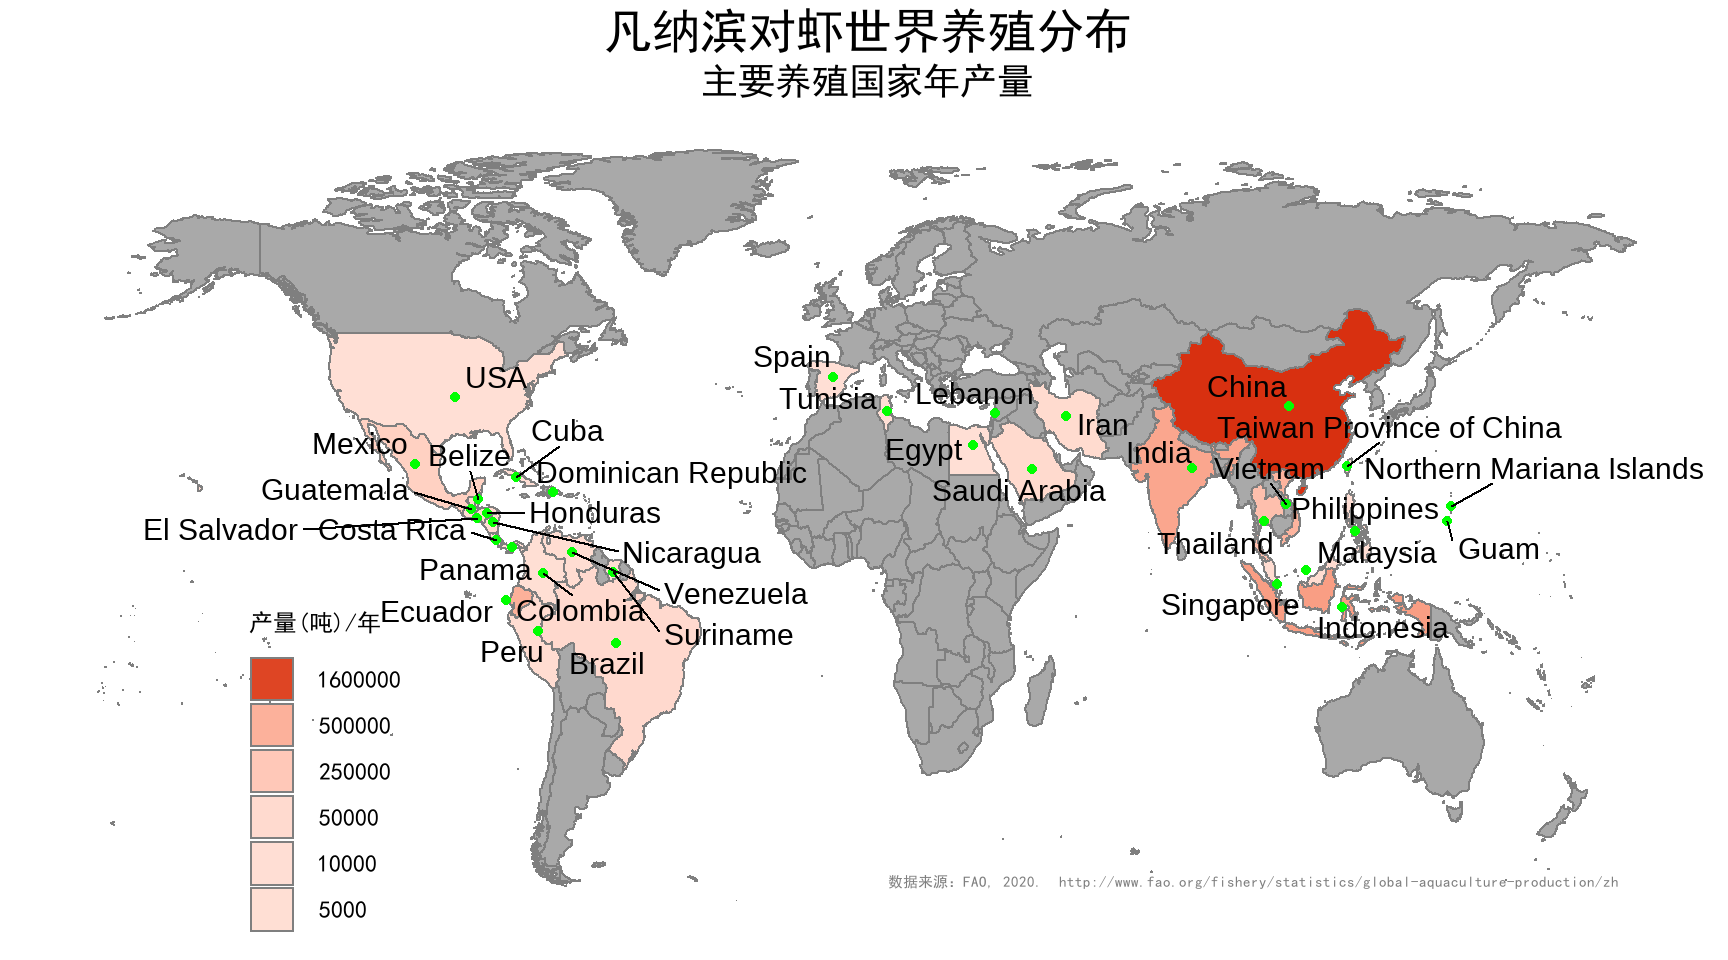 凡纳滨对虾世界养殖分布
主要养殖国家年产量
Spain
USA
Lebanon
China
Tunisia
Iran
Taiwan Province of China
Cuba
Mexico
Belize
Egypt
India
Vietnam
Northern Mariana Islands
Dominican Republic
Guatemala
Saudi Arabia
Philippines
Honduras
El Salvador
Costa Rica
Thailand
Malaysia
Guam
Nicaragua
Panama
Venezuela
Singapore
Ecuador
Colombia
Suriname
Indonesia
Peru
Brazil
产量(吨)/年
1600000
500000
250000
50000
10000
5000
数据来源：FAO, 2020. http://www.fao.org/fishery/statistics/global-aquaculture-production/zh